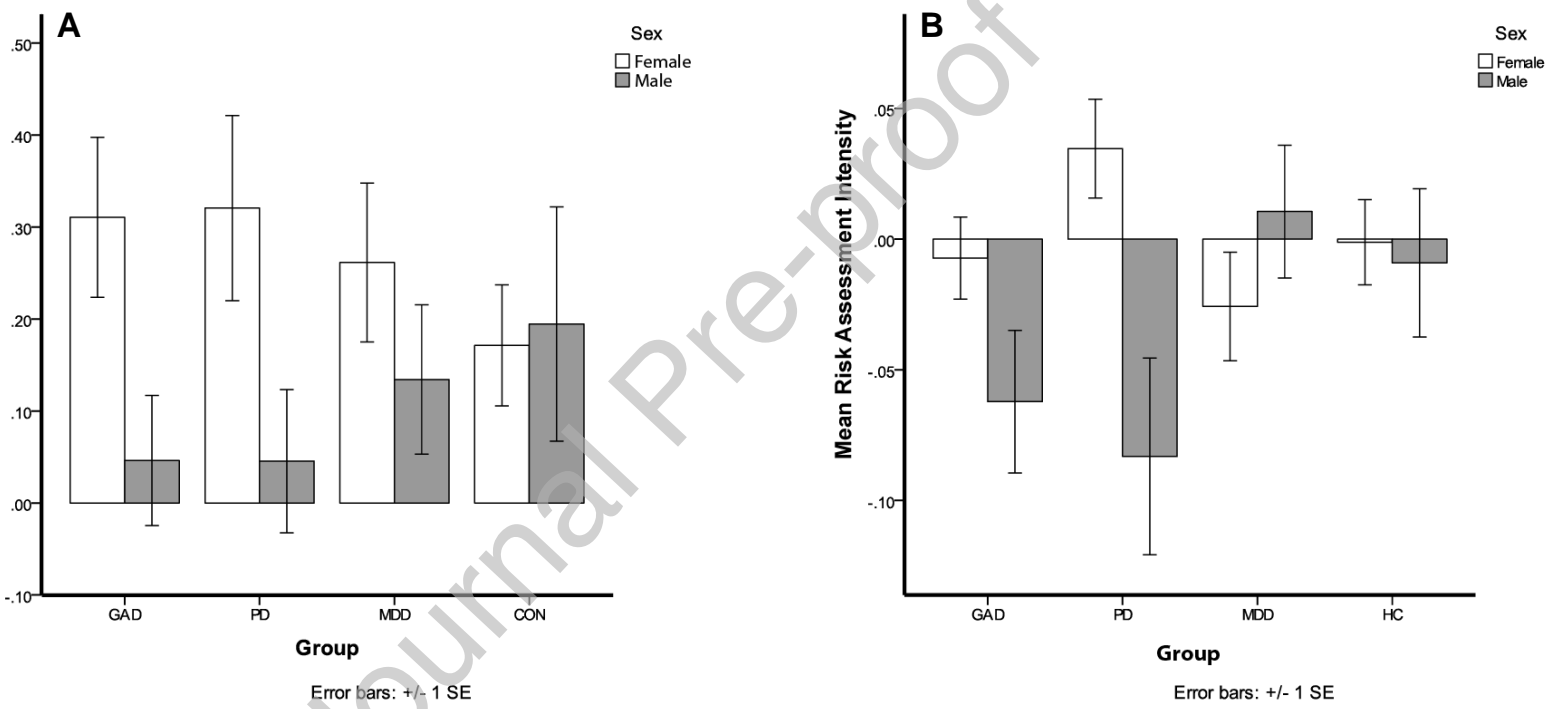 A
Sex
Female
Male
.50
.40
.30
.20
.10
.00
-.10
GAD
PD
MDD
CON
Group
Error bars: +/- 1 SE
B
Sex
Female
Male
Mean Risk Assessment Intensity
.05
.00
-.05
-.10
GAD
PD
MDD
HC
Group
Error bars: +/- 1 SE
Journal Pre-proof